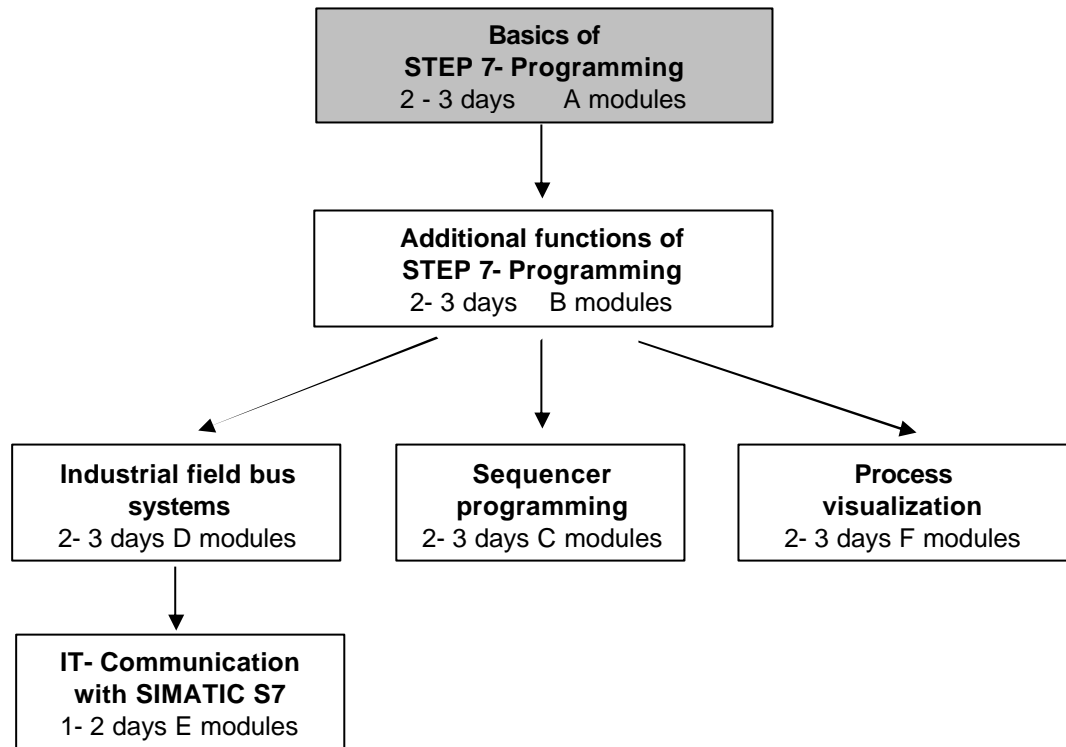 Basics of
STEP 7- Programming
2 - 3 days A modules
Additional functions of
STEP 7- Programming
2- 3 days B modules
Industrial field bus
systems
2- 3 days D modules
Sequencer
programming
2- 3 days C modules
Process
visualization
2- 3 days F modules
IT- Communication
with SIMATIC S7
1- 2 days E modules